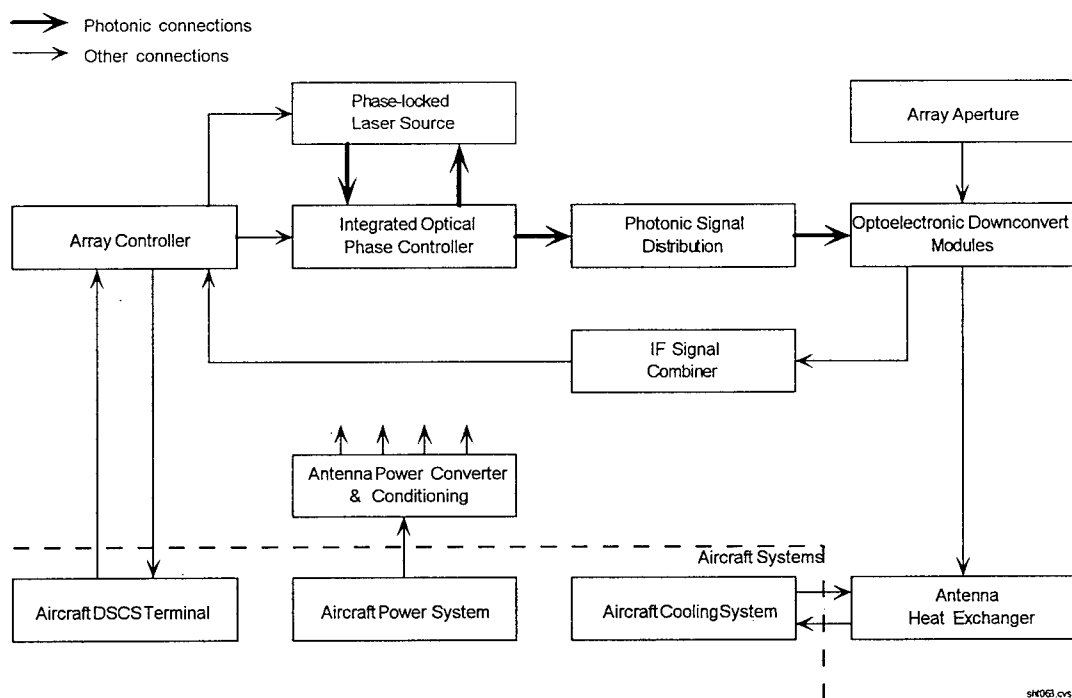 Photonic connections
Other connections
Phase-locked
Laser Source
Array Aperture
Array Controller
Integrated Optical
Phase Controller
Photonic Signal
Distribution
Optoelectronic Downconvert
Modules
IF Signal
Combiner
Antenna Power Converter
& Conditioning
Aircraft Systems
Aircraft DSCS Terminal
Aircraft Power System
Aircraft Cooling System
Antenna
Heat Exchanger
sht063.cvs